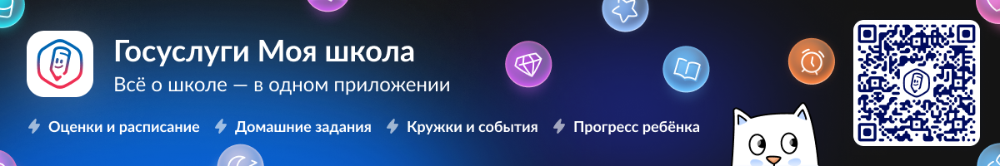 Госуслуги Моя школа
Всё о школе — в одном приложении
Оценки и расписание Домашние задания Кружки и события Прогресс ребёнка